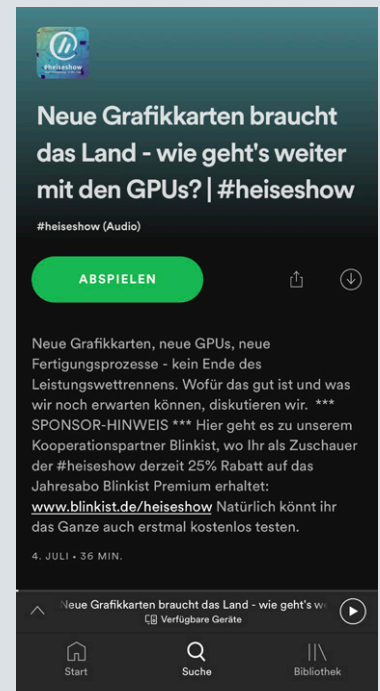 #heiseshow
Neue Grafikkarten braucht
das Land - wie geht's weiter
mit den GPUs? | #heiseshow
#heiseshow (Audio)
ABSPIELEN
Neue Grafikkarten, neue GPUs, neue
Fertigungsprozesse - kein Ende des
Leistungswettrennens. Wofür das gut ist und was
wir noch erwarten können, diskutieren wir. ***
SPONSOR-HINWEIS *** Hier geht es zu unserem
Kooperationspartner Blinkist, wo Ihr als Zuschauer
der #heiseshow derzeit 25% Rabatt auf das
Jahresabo Blinkist Premium erhaltet:
www.blinkist.de/heiseshow Natürlich könnt ihr
das Ganze auch erstmal kostenlos testen.
4. JULI • 36 MIN.
Neue Grafikkarten braucht das Land - wie geht's we
Verfügbare Geräte
Start
Suche
Bibliothek